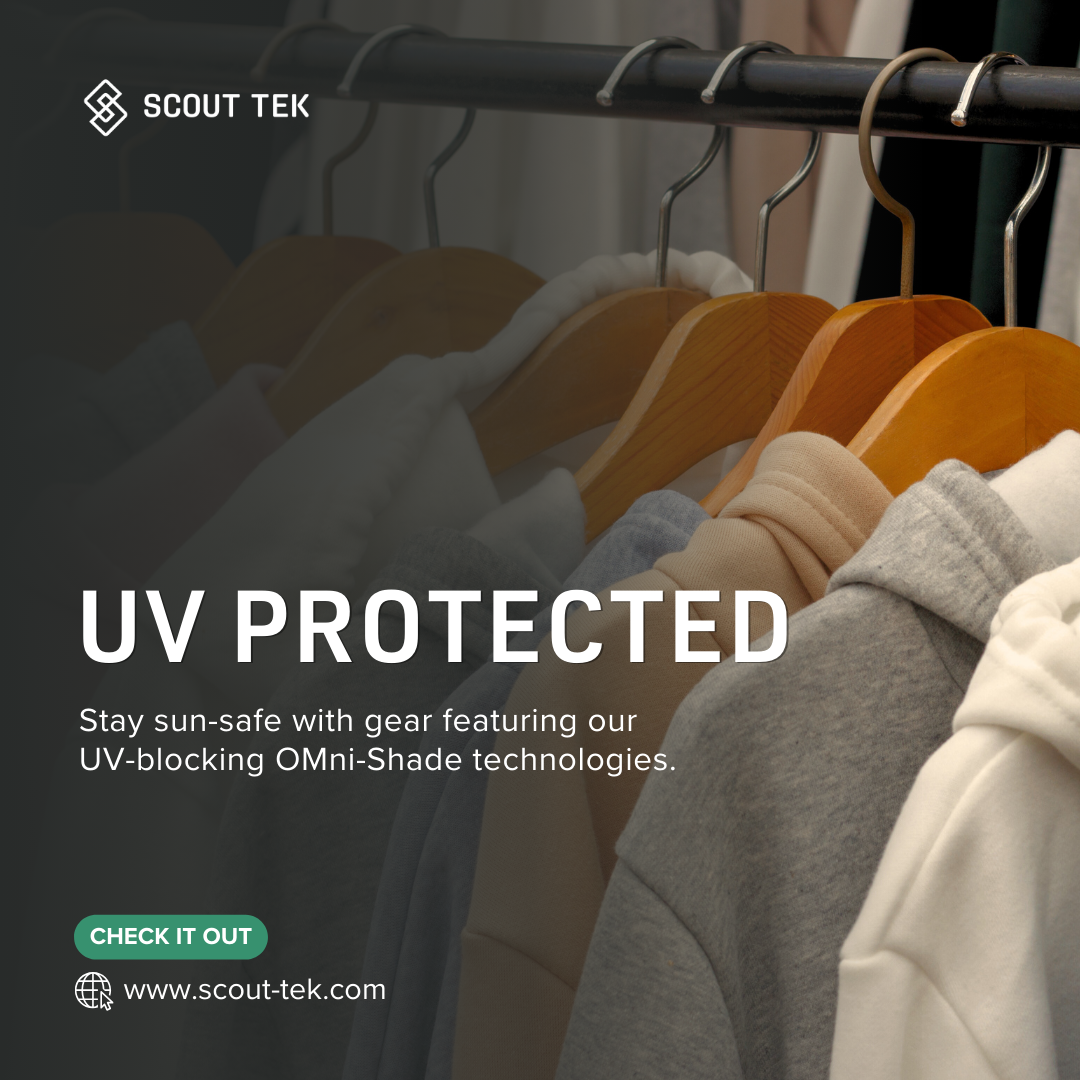 SCOUT TEK
UV PROTECTED
Stay sun-safe with gear featuring our
UV-blocking OMni-Shade technologies.
CHECK IT OUT
www.scout-tek.com